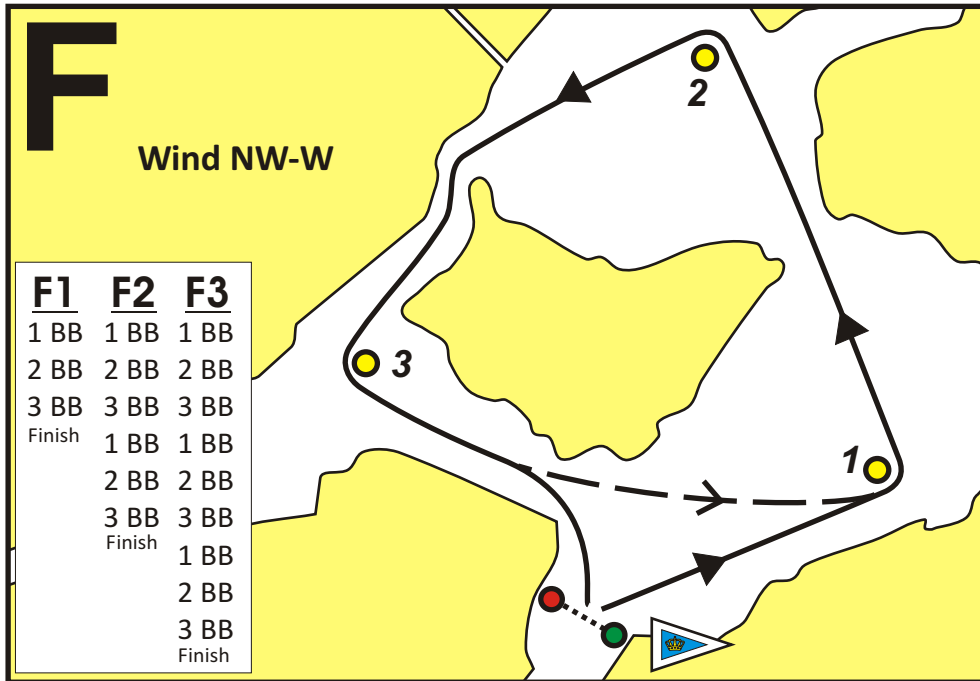 F
Wind NW-W
2
3
1
F1 F2 F3
1 BB 1 BB 1 BB
2 BB 2 BB 2 BB
3 BB 3 BB 3 BB
Finish 1 BB 1 BB
2 BB 2 BB
3 BB 3 BB
Finish 1 BB
2 BB
3 BB
Finish